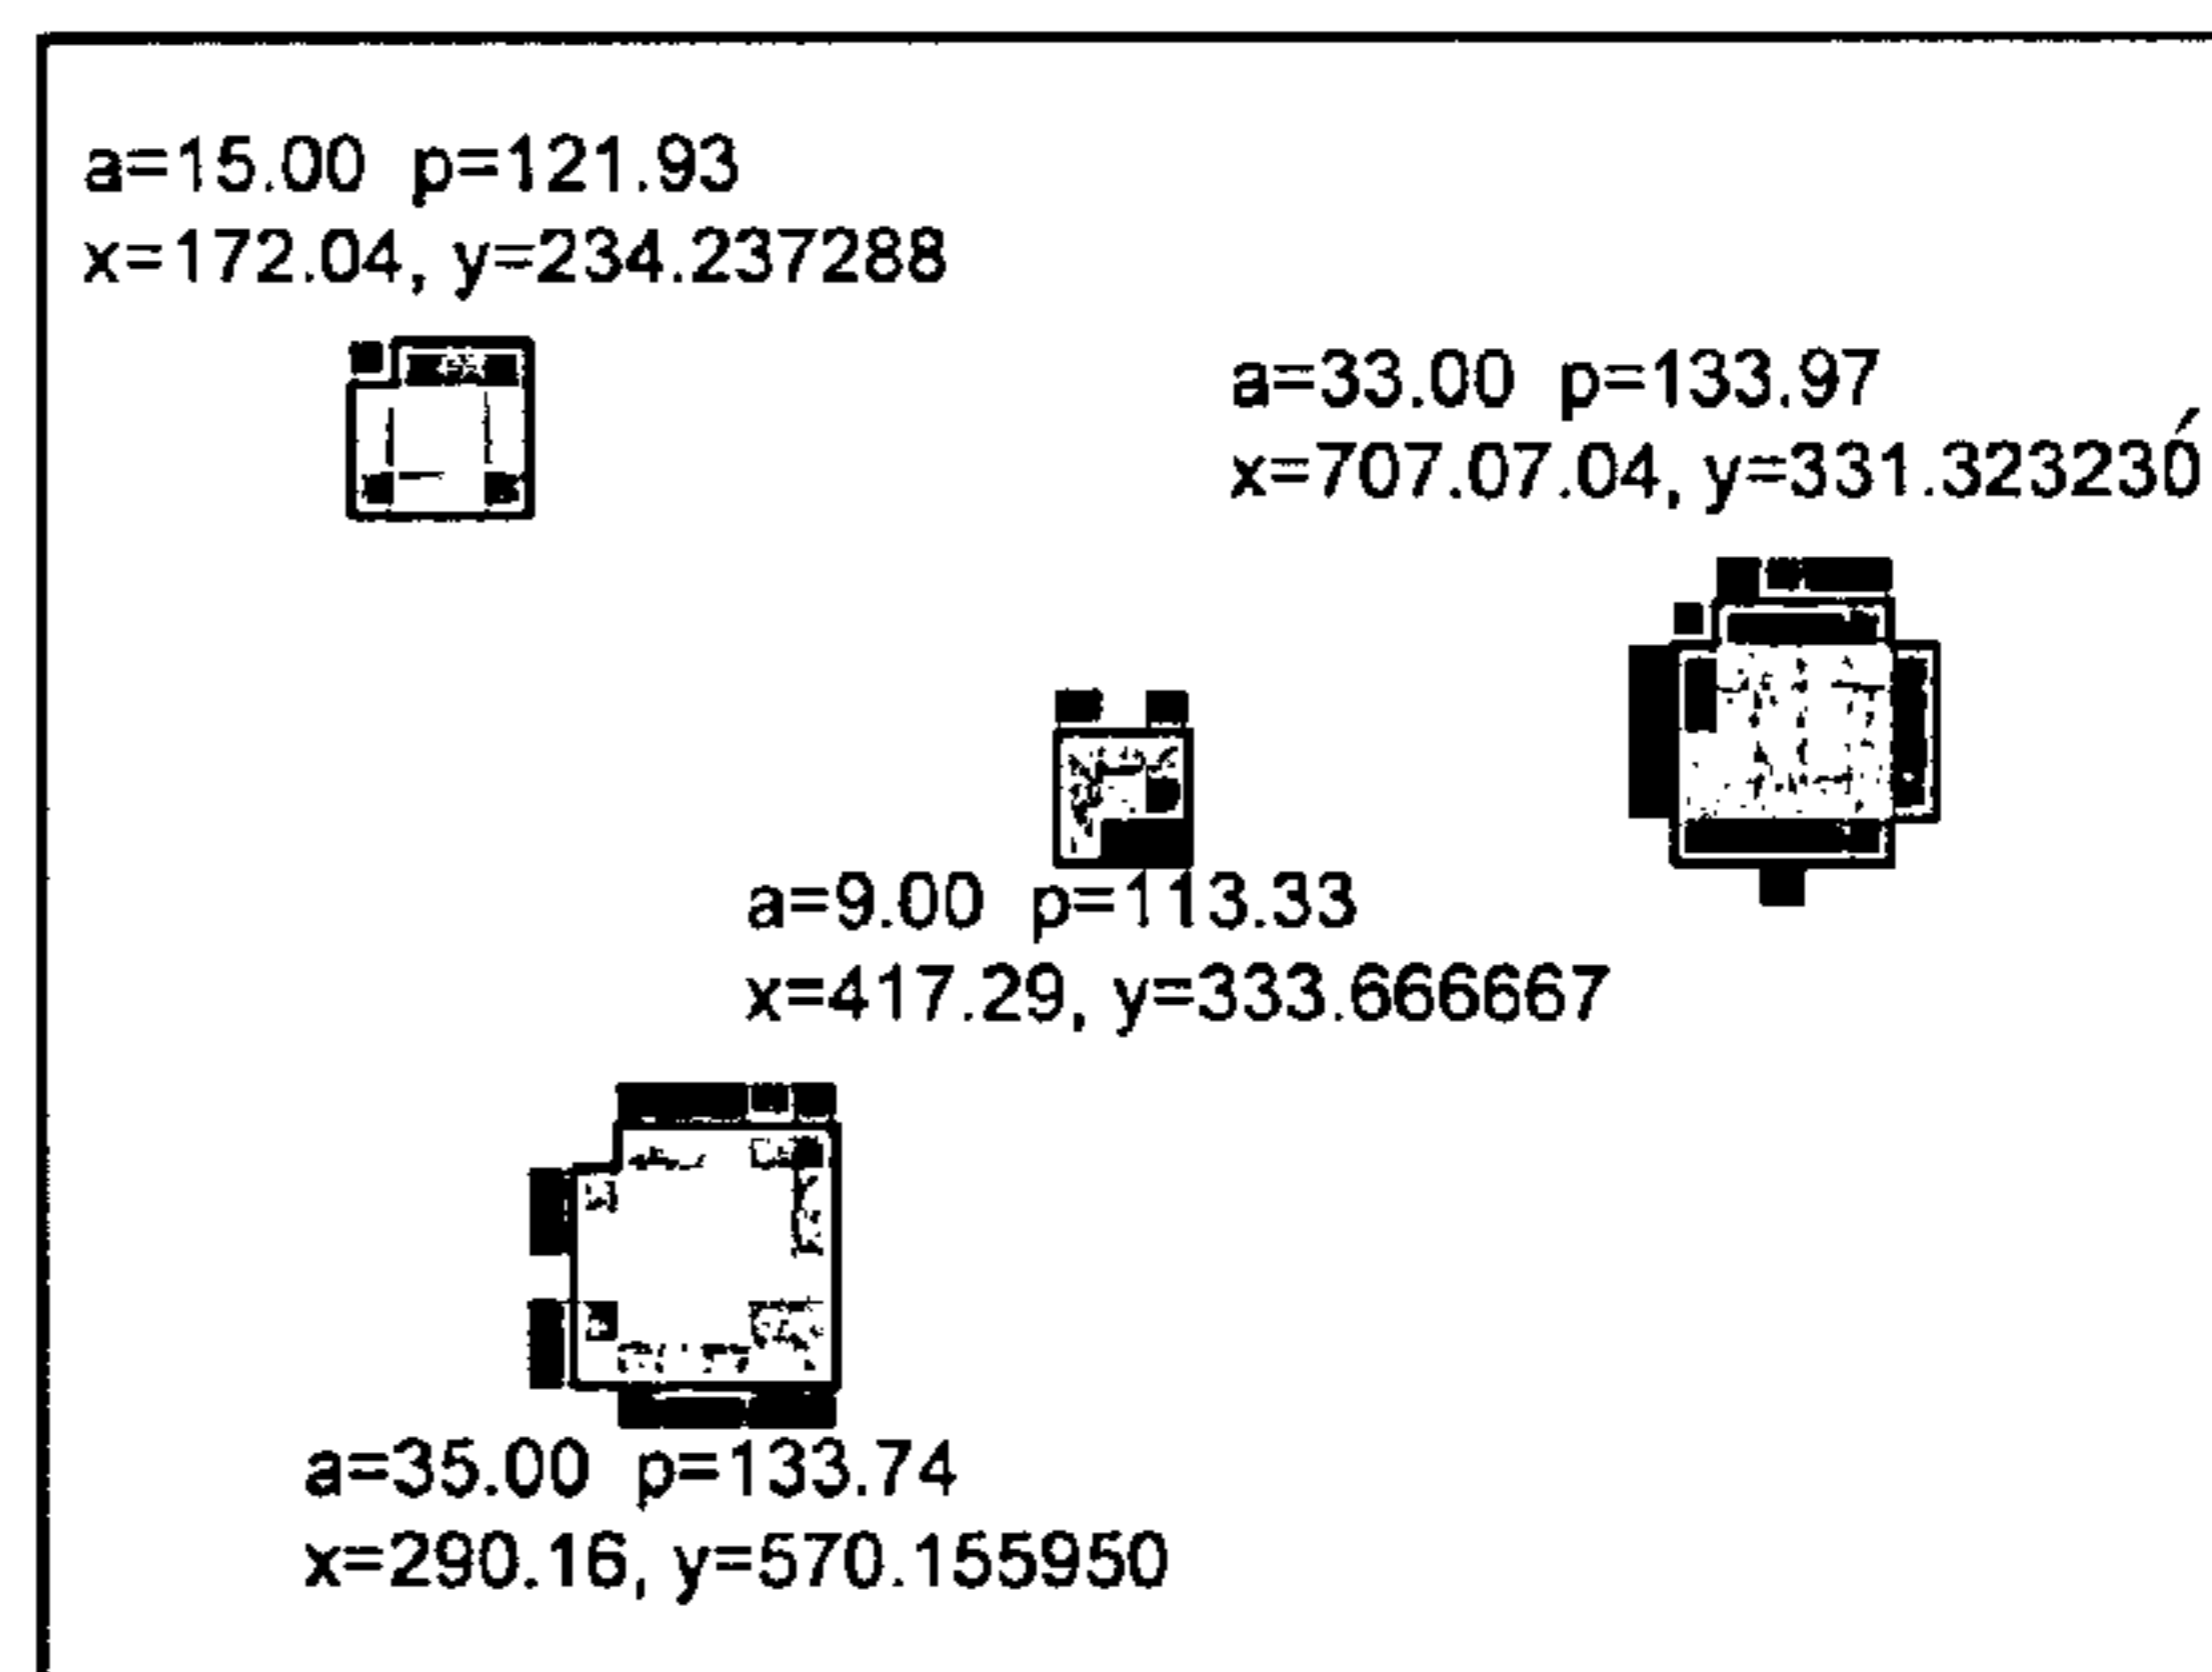 a=15.00 p=121.93
x=172.04, y=234.237288
a=33.00 p=133.97
x=707.07.04, y=331.323230
a=9.00 p=113.33
x=417.29, y=333.666667
a=35.00 p=133.74
x=290.16, y=570.155950